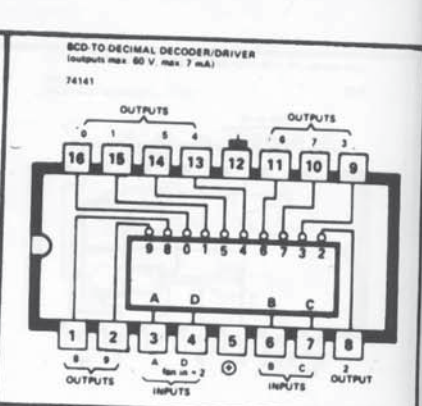 BCD-TO-DECIMAL DECODER/DRIVER
(outputs max. 60 V. max. 7 mA)
74141
OUTPUTS OUTPUTS
0 1 5 4 6 7 3
16 15 14 13 12 11 10 9
9 8 0 1 5 4 6 7 3 2
A D B C
1 2 3 4 5 6 7 8
8 9 A D B C 2
fan in = 2
OUTPUTS INPUTS INPUTS OUTPUT